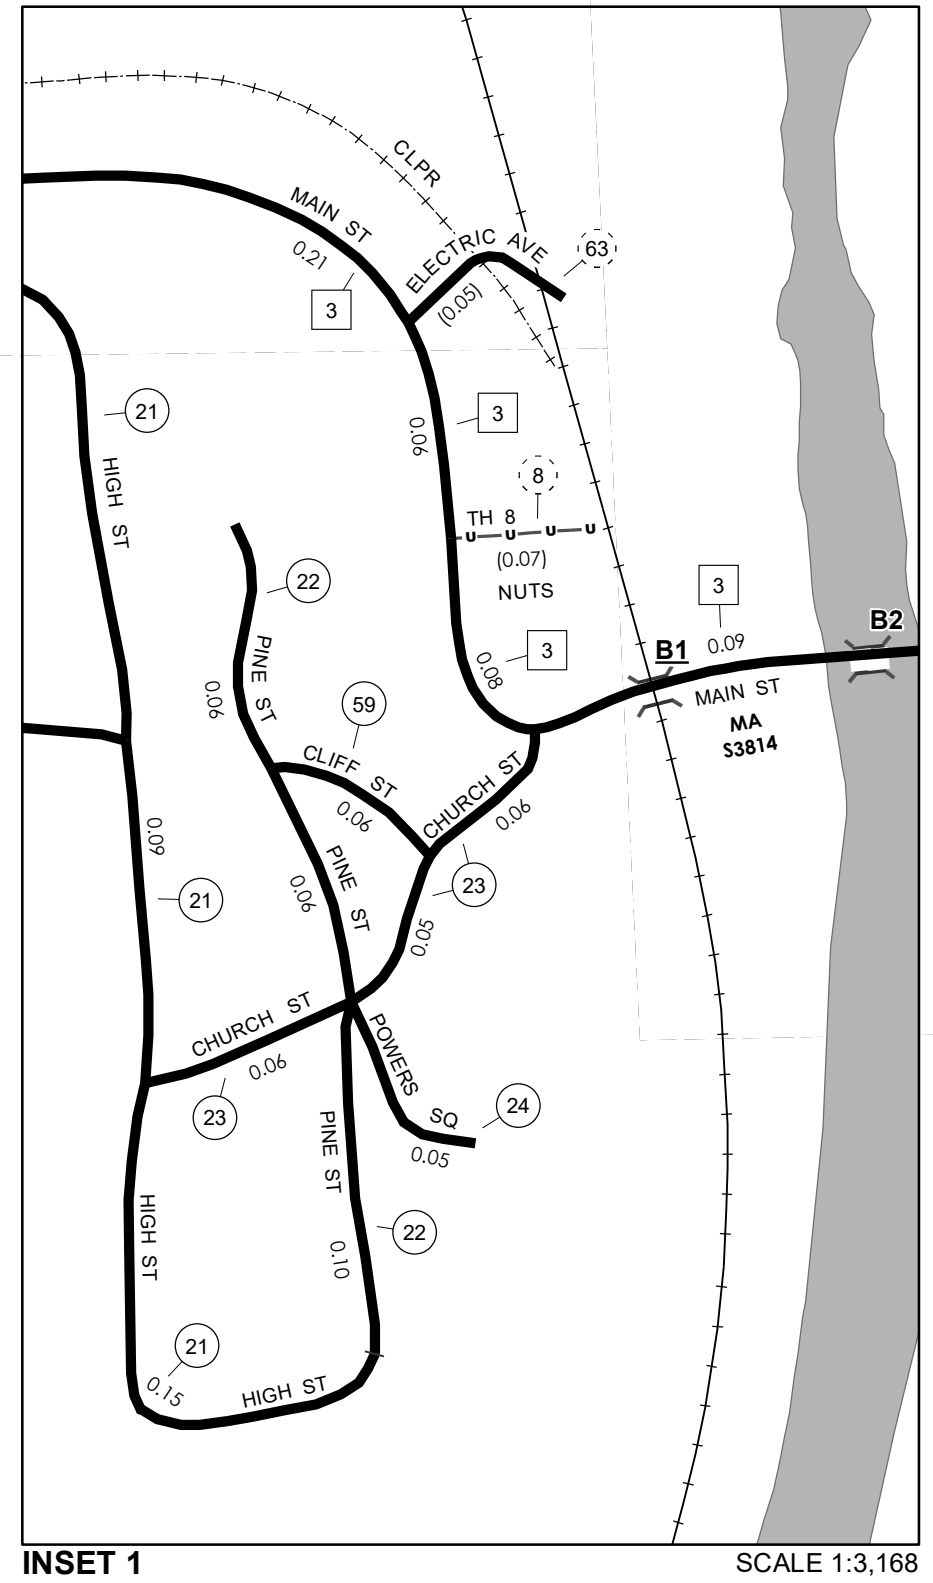 CLPR
MAIN ST
0.21
3
ELECTRIC AVE
(0.05)
63
21
HIGH ST
0.06
3
8
TH 8
U U U U
(0.07)
NUTS
22
PINE ST
0.06
3
0.08
3
0.09
B1
B2
MAIN ST
MA
S3814
59
CLIFF ST
0.06
CHURCH ST
0.06
0.09
21
PINE ST
0.06
23
0.05
CHURCH ST
0.06
23
POWERS SQ
0.05
24
PINE ST
0.10
22
HIGH ST
21
0.15
HIGH ST
INSET 1
SCALE 1:3,168